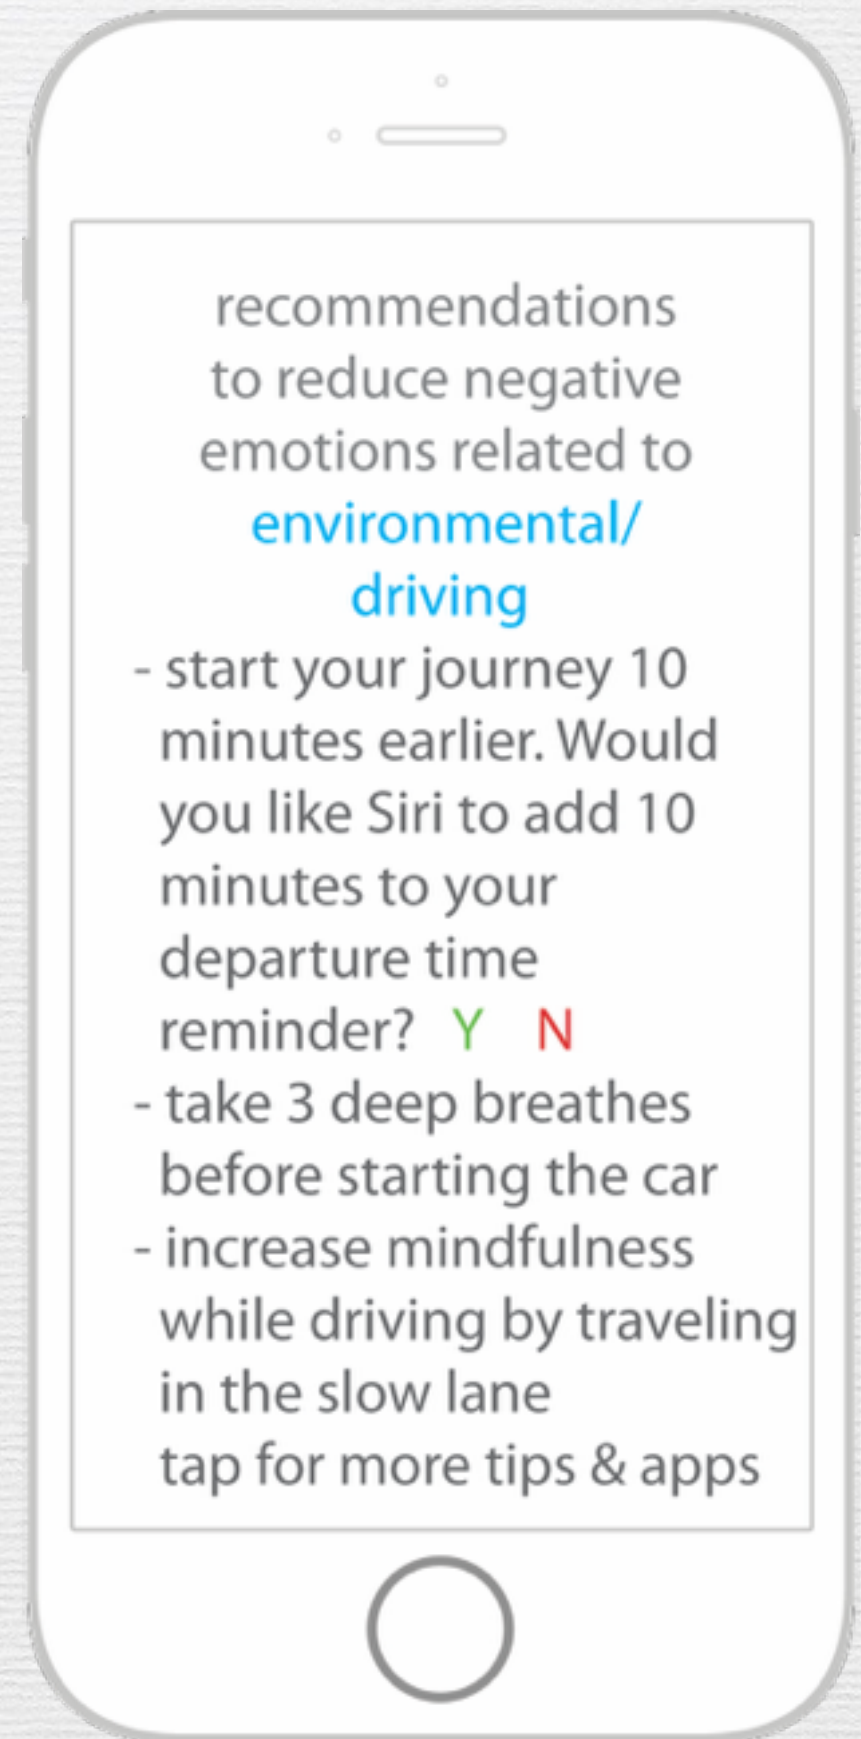 recommendations
to reduce negative
emotions related to
environmental/
driving
- start your journey 10
minutes earlier. Would
you like Siri to add 10
minutes to your
departure time
reminder? Y N
- take 3 deep breathes
before starting the car
- increase mindfulness
while driving by traveling
in the slow lane
tap for more tips & apps